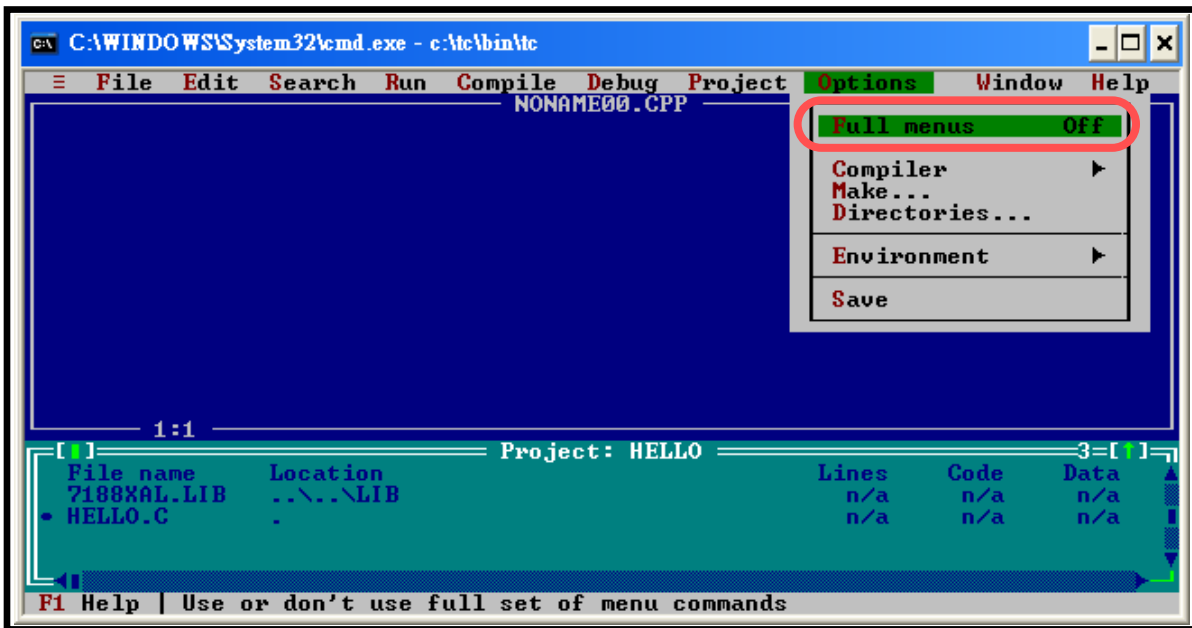 C:\WINDOWS\System32\cmd.exe - c:\tc\bin\tc
≡ File Edit Search Run Compile Debug Project Options Window Help
NONAME00.CPP
Full menus Off
Compiler ►
Make...
Directories...
Environment ►
Save
1:1
[▮] Project: HELLO 3=[↑]
File name Location Lines Code Data
7188XAL.LIB ..\..\LIB n/a n/a n/a
• HELLO.C . n/a n/a n/a
F1 Help | Use or don't use full set of menu commands